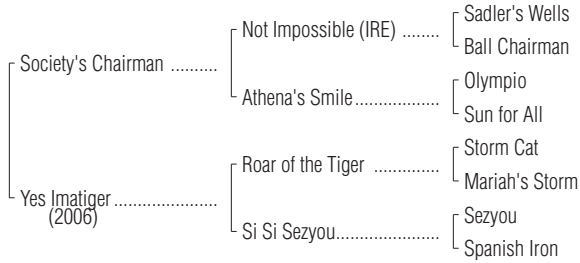 Sadler's Wells
Not Impossible (IRE) ........
Ball Chairman
Society's Chairman ..........
Olympio
Athena's Smile..................
Sun for All
Storm Cat
Roar of the Tiger ..............
Mariah's Storm
Yes Imatiger......................
(2006)
Sezyou
Si Si Sezyou......................
Spanish Iron